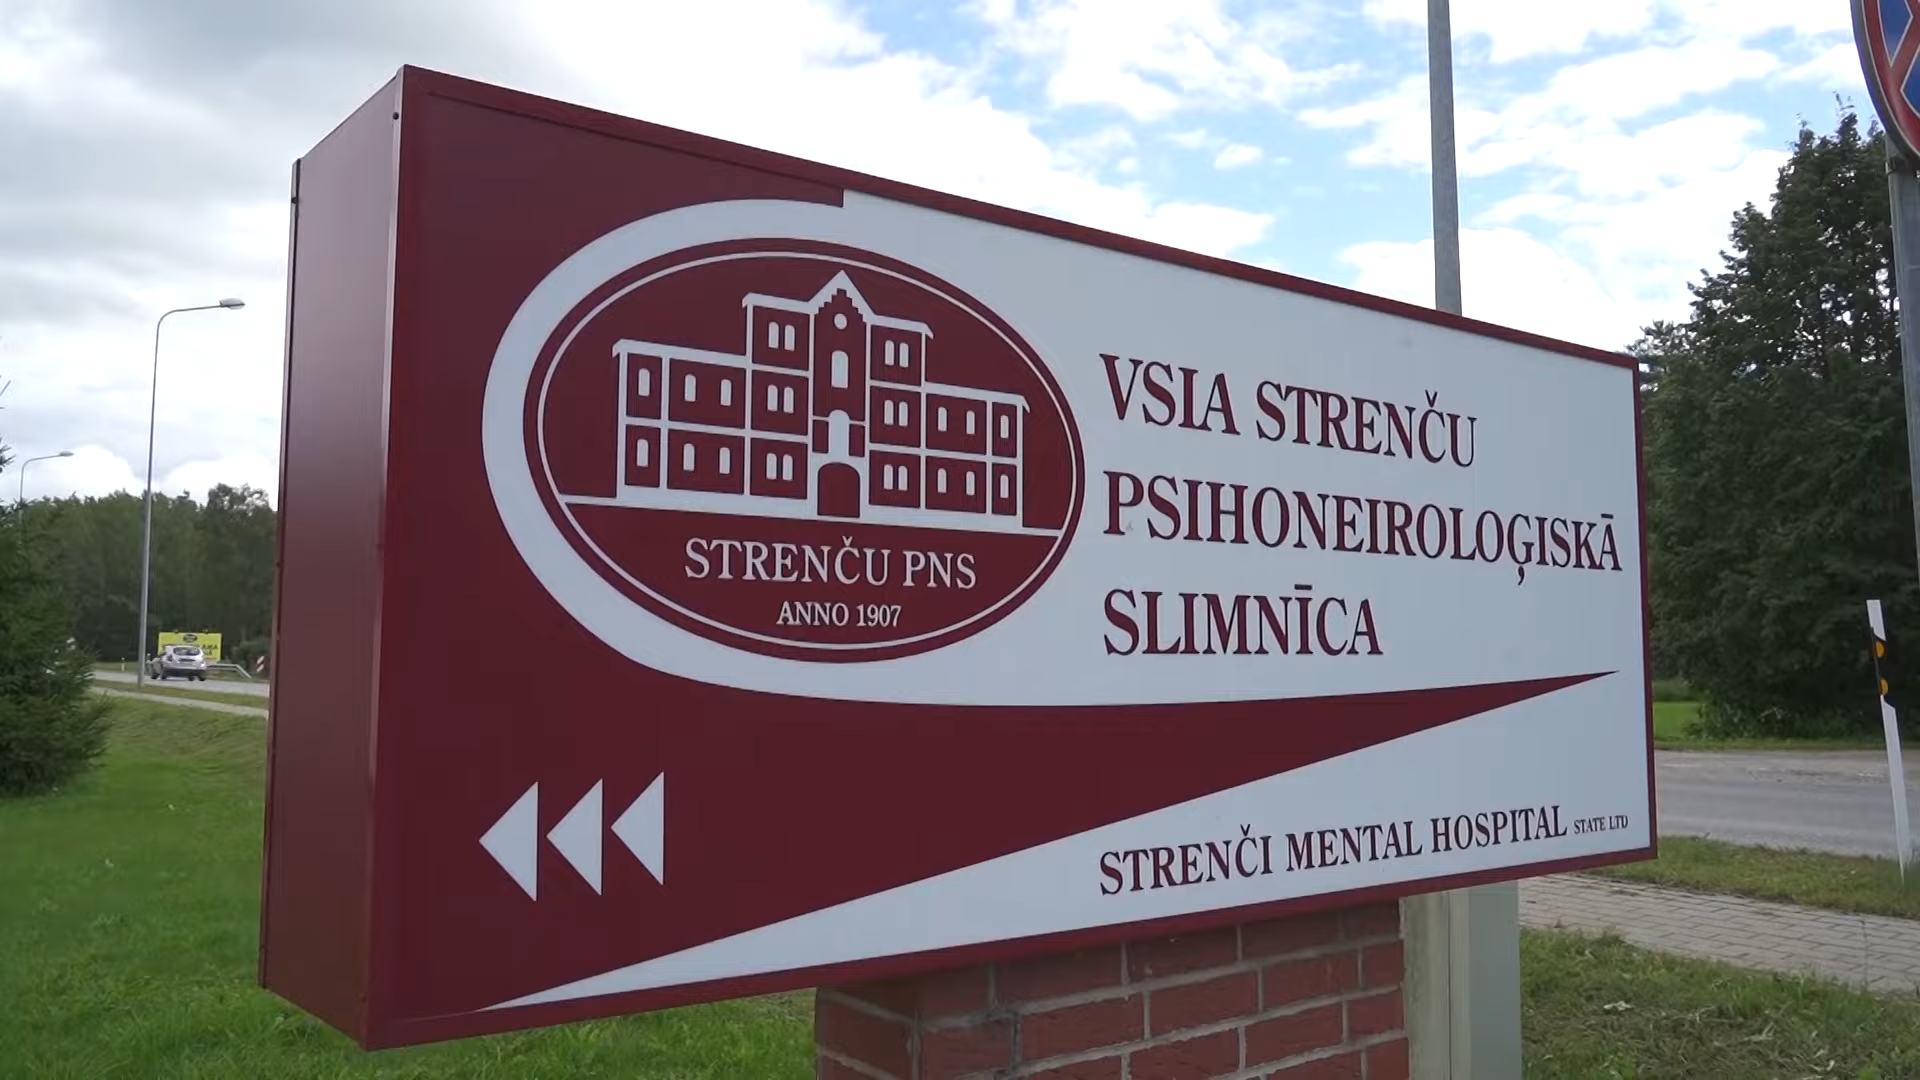 STRENČU PNS
ANNO 1907
VSIA STRENČU
PSIHONEIROLOĢISKĀ
SLIMNĪCA
STRENČI MENTAL HOSPITAL STATE LTD